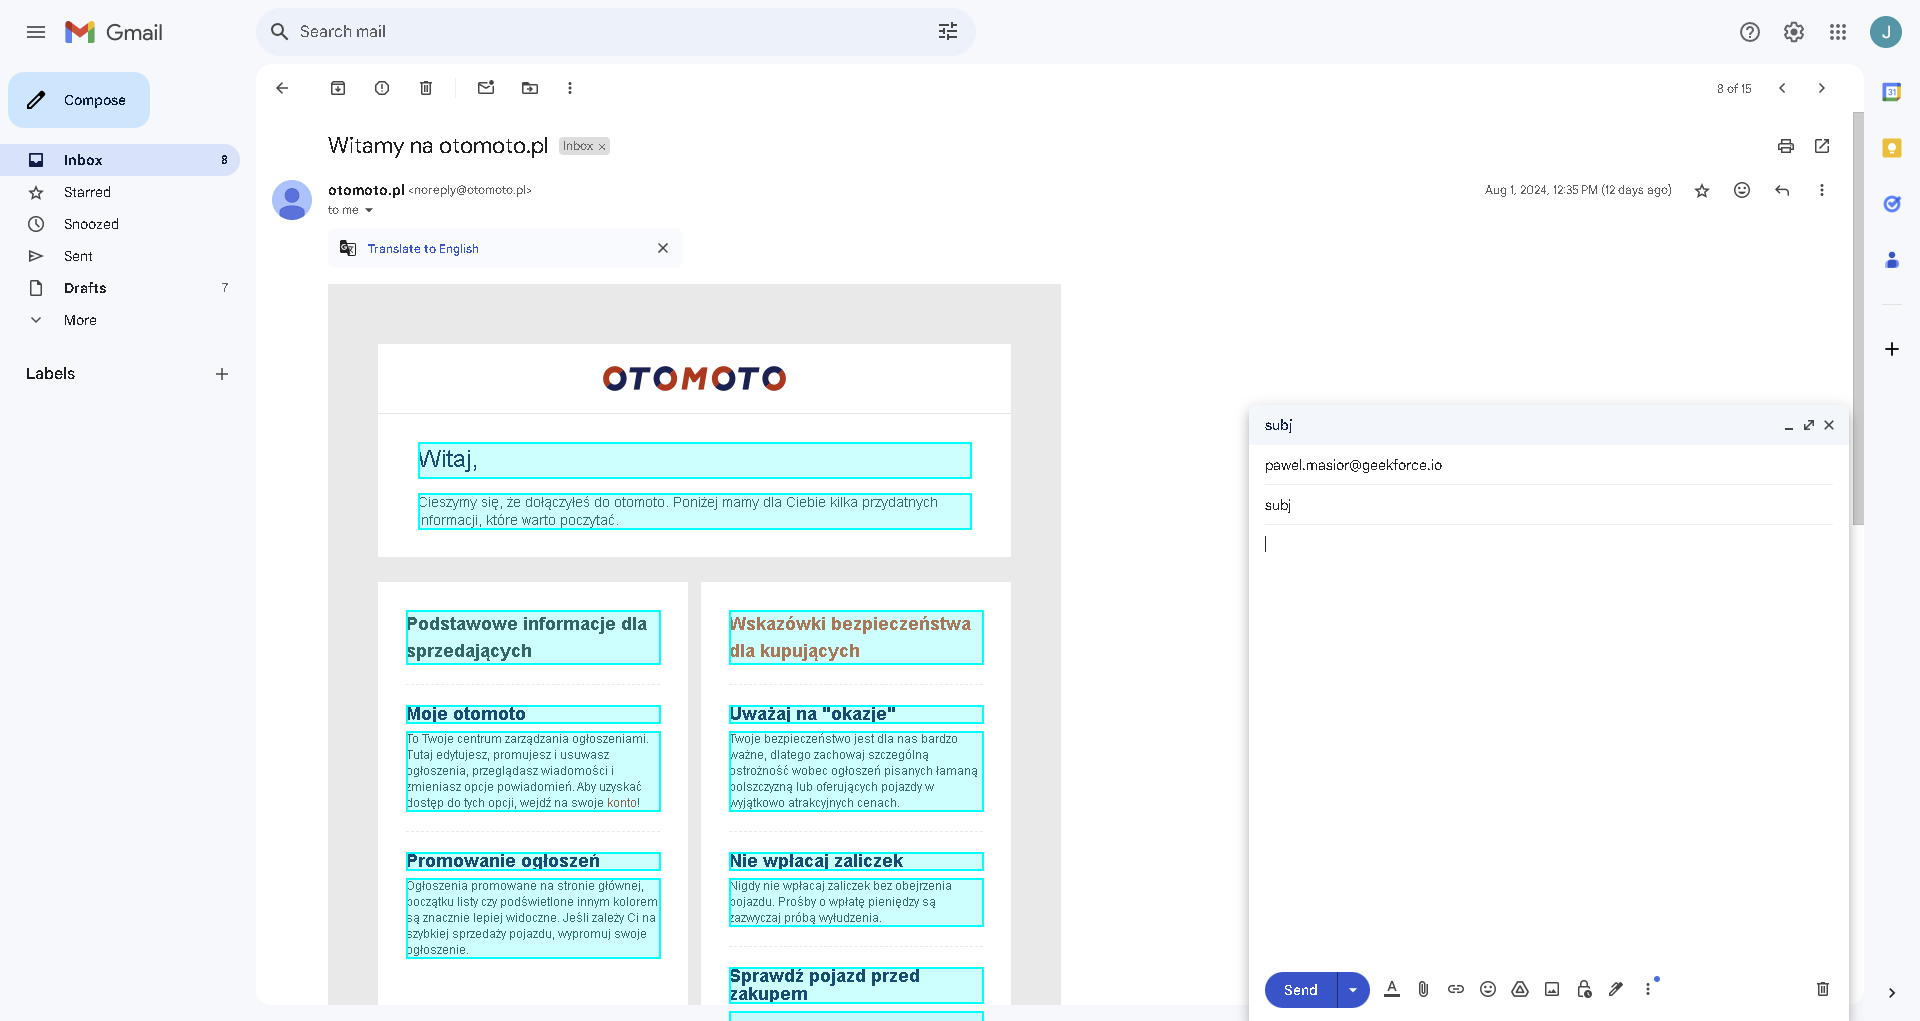 Gmail
Search mail
J
Compose
Inbox 8
Starred
Snoozed
Sent
Drafts 7
More
Labels
8 of 15
Witamy na otomoto.pl Inbox x
otomoto.pl <noreply@otomoto.pl>
Aug 1, 2024, 12:35 PM (12 days ago)
to me
Translate to English
OTOMOTO
Witaj,
Cieszymy się, że dołączyłeś do otomoto. Poniżej mamy dla Ciebie kilka przydatnych
informacji, które warto poczytać.
Podstawowe informacje dla
sprzedających
Moje otomoto
To Twoje centrum zarządzania ogłoszeniami.
Tutaj edytujesz, promujesz i usuwasz
ogłoszenia, przeglądasz wiadomości i
zmieniasz opcje powiadomień. Aby uzyskać
dostęp do tych opcji, wejdź na swoje konto!
Promowanie ogłoszeń
Ogłoszenia promowane na stronie głównej,
początku listy czy podświetlone innym kolorem
są znacznie lepiej widoczne. Jeśli zależy Ci na
szybkiej sprzedaży pojazdu, wypromuj swoje
ogłoszenie.
Wskazówki bezpieczeństwa
dla kupujących
Uważaj na "okazje"
Twoje bezpieczeństwo jest dla nas bardzo
ważne, dlatego zachowaj szczególną
ostrożność wobec ogłoszeń pisanych łamaną
polszczyzną lub oferujących pojazdy w
wyjątkowo atrakcyjnych cenach.
Nie wpłacaj zaliczek
Nigdy nie wpłacaj zaliczek bez obejrzenia
pojazdu. Prośby o wpłatę pieniędzy są
zazwyczaj próbą wyłudzenia.
Sprawdź pojazd przed
zakupem
subj
pawel.masior@geekforce.io
subj
Send
31